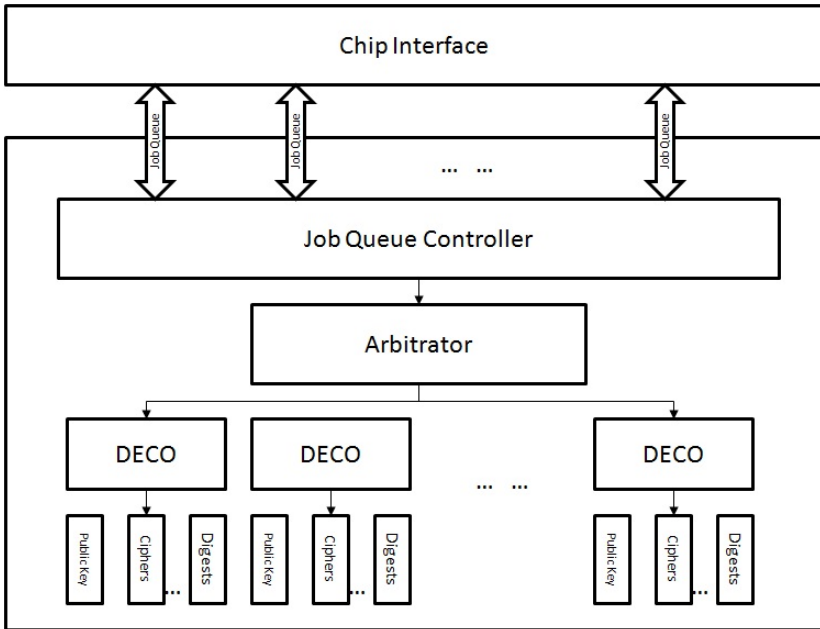 Chip Interface
Job Queue
Job Queue
Job Queue
... ...
Job Queue Controller
Arbitrator
DECO
DECO
DECO
... ...
Public Key
Ciphers
...
Digests
Public Key
Ciphers
...
Digests
Public Key
Ciphers
...
Digests